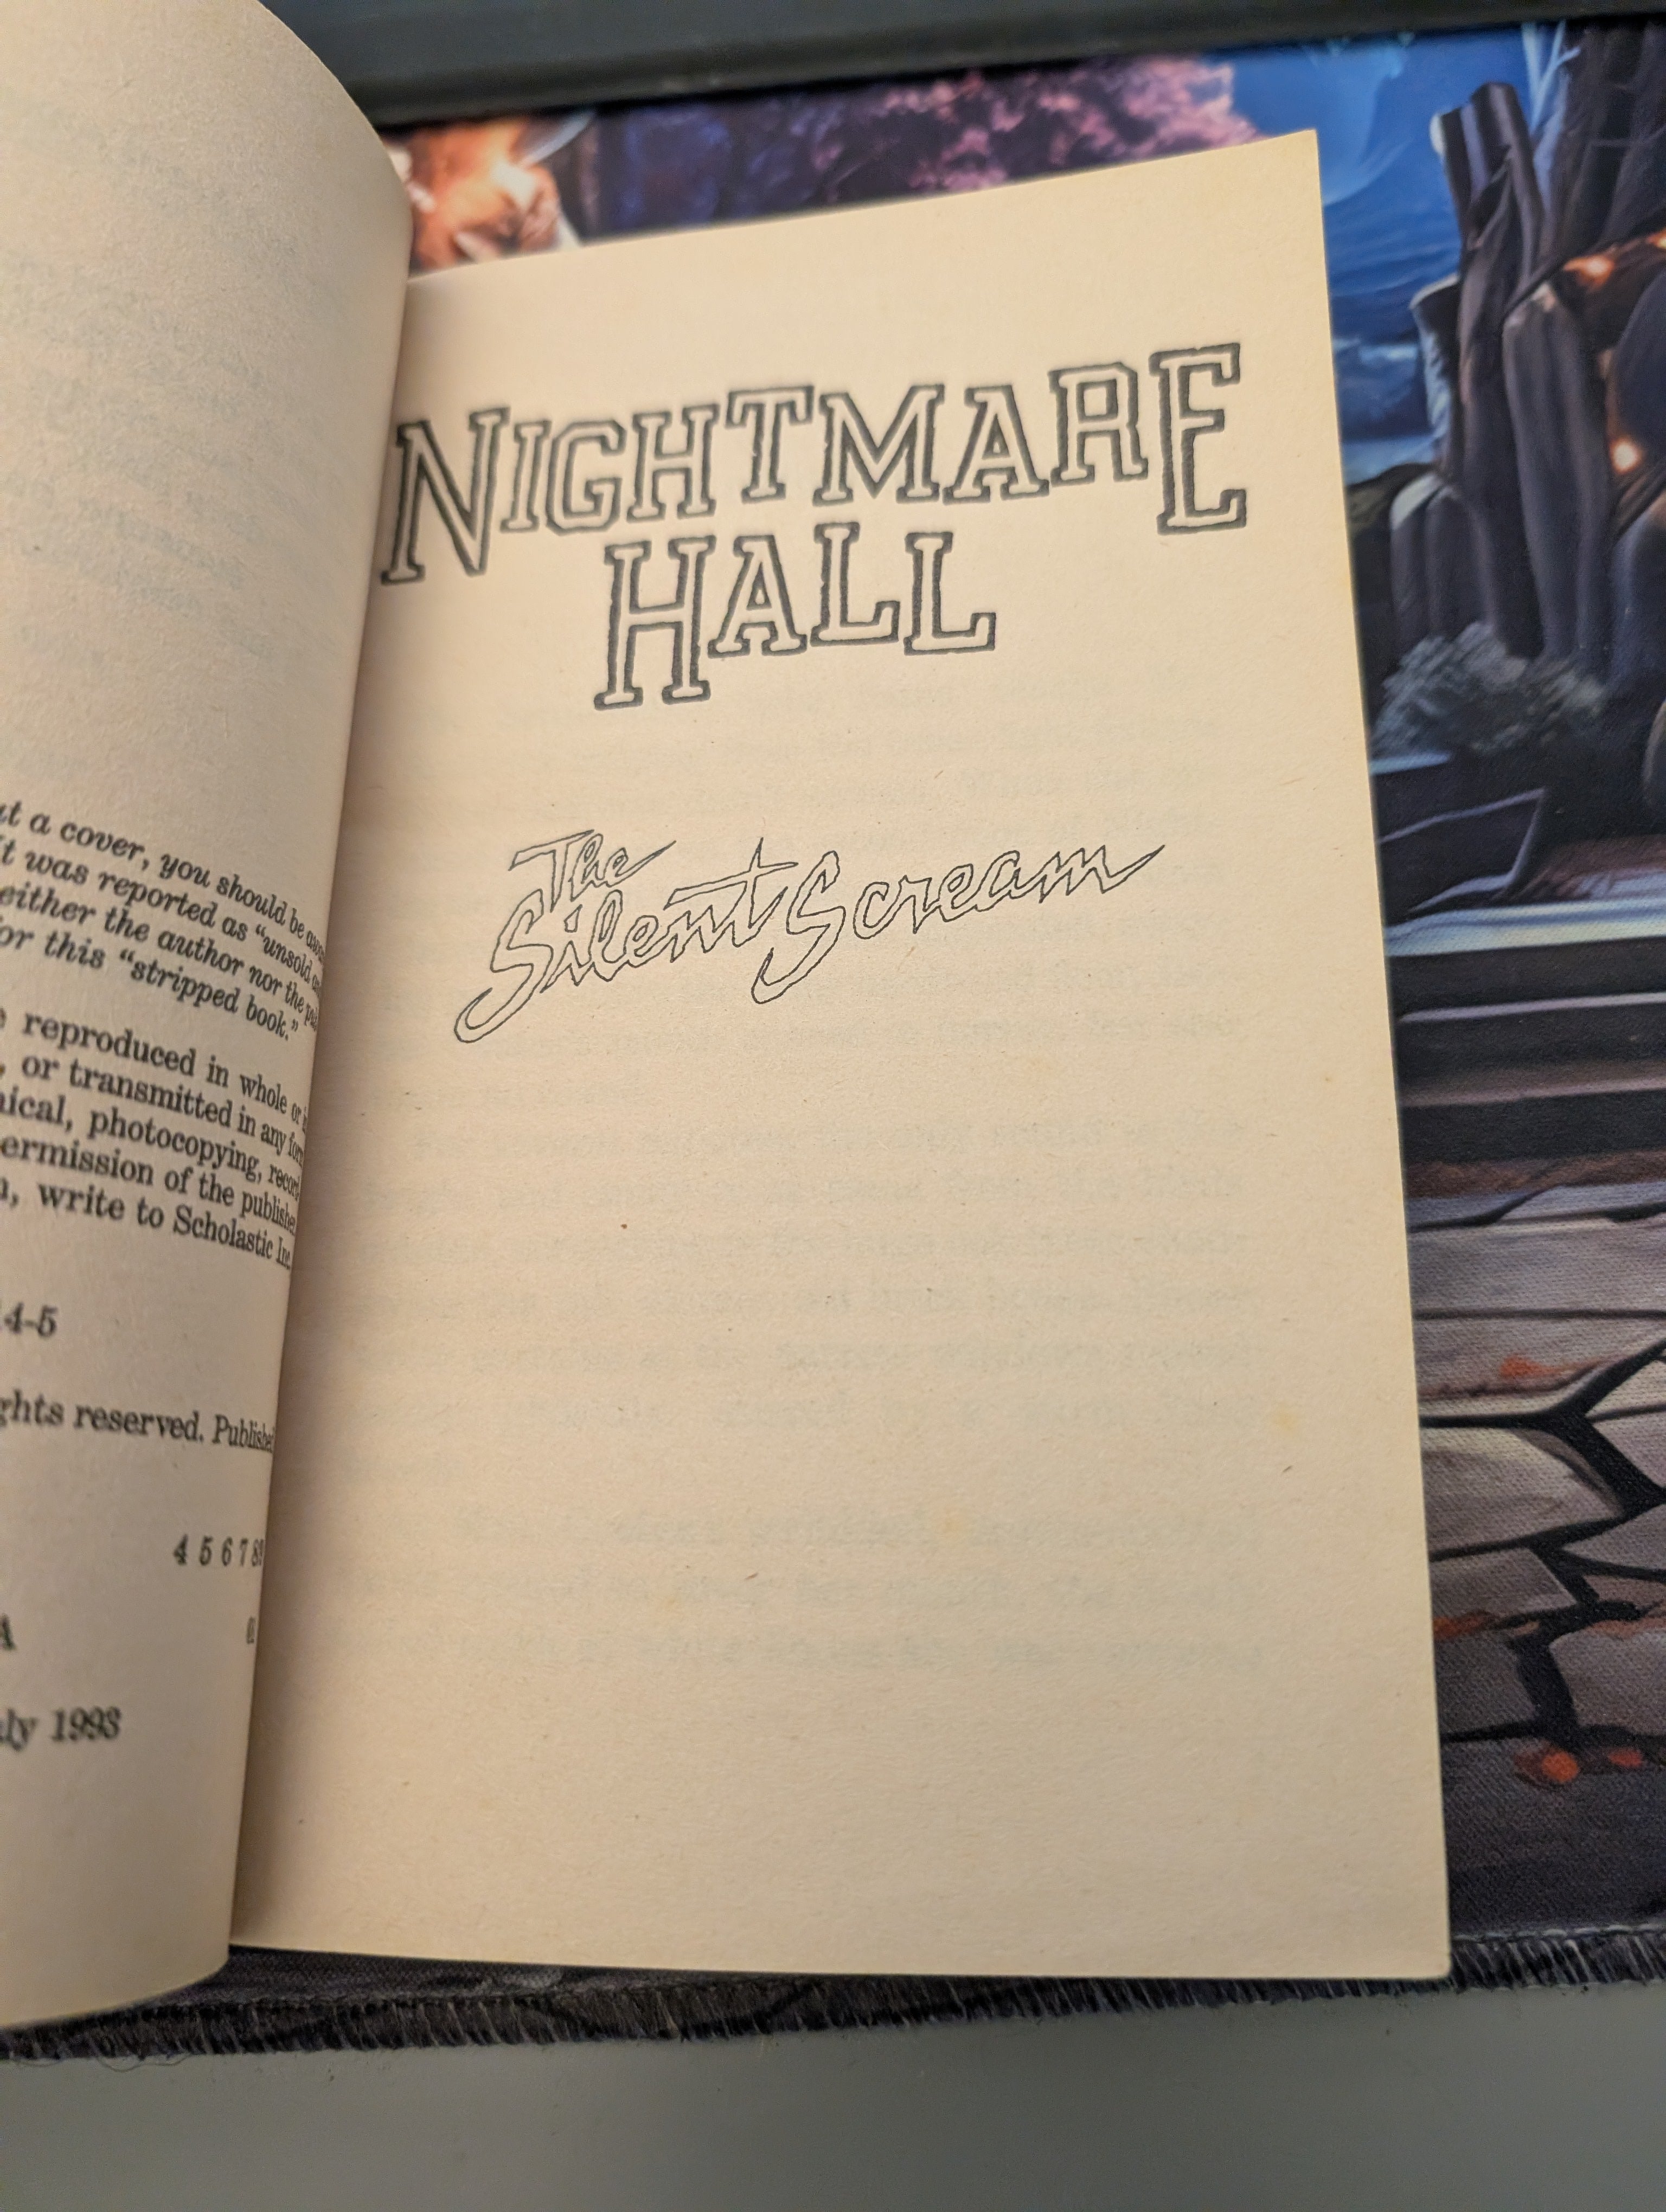 t a cover, you should be
t was reported as "unsold
either the author nor the
or this "stripped book."
reproduced in whole or
, or transmitted in any
ical, photocopying,
ermission of the
, write to Scholastic Inc.
4-5
ghts reserved. Published
4 5 6 7 8
A
ly 1993
NIGHTMARE
HALL
The
Silent Scream